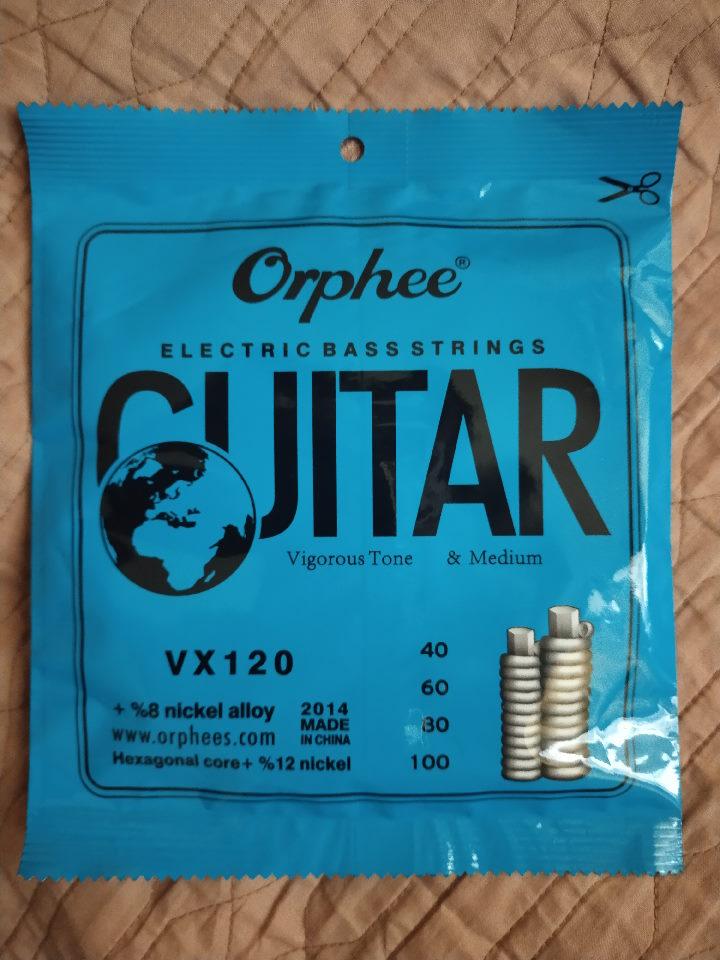 Orphee®
ELECTRIC BASS STRINGS
GUITAR
Vigorous Tone & Medium
VX120
+ %8 nickel alloy
www.orphees.com
Hexagonal core+ %12 nickel
2014
MADE
IN CHINA
40
60
80
100